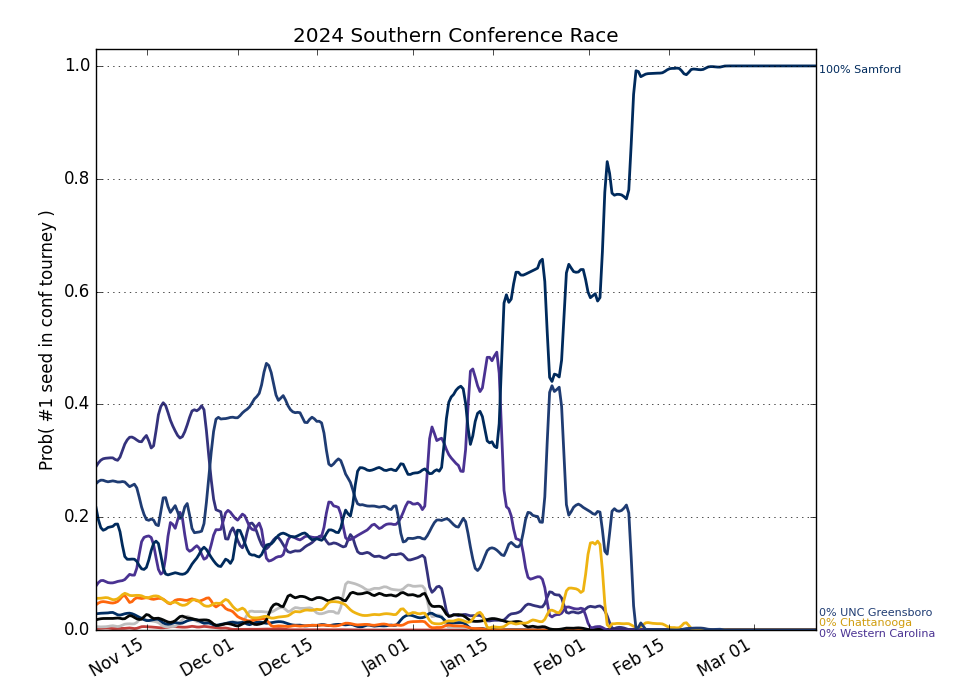 2024 Southern Conference Race
Prob( #1 seed in conf tourney )
1.0
0.8
0.6
0.4
0.2
0.0
100% Samford
0% UNC Greensboro
0% Chattanooga
0% Western Carolina
Nov 15
Dec 01
Dec 15
Jan 01
Jan 15
Feb 01
Feb 15
Mar 01